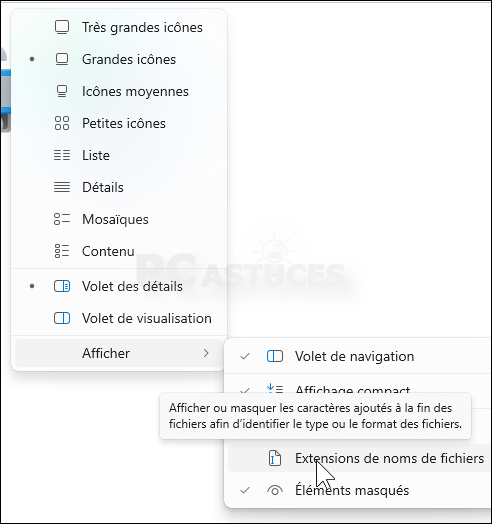 Très grandes icônes
Grandes icônes
Icônes moyennes
Petites icônes
Liste
Détails
Mosaïques
Contenu
PC ASTUCES
Volet des détails
Volet de visualisation
Afficher
Volet de navigation
Affichage compact
Afficher ou masquer les caractères ajoutés à la fin des
fichiers afin d'identifier le type ou le format des fichiers.
Extensions de noms de fichiers
Éléments masqués